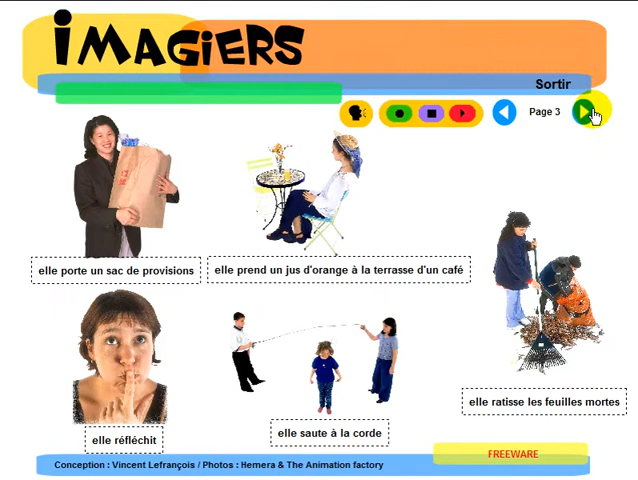 iMAGiERS
Sortir
Page 3
elle porte un sac de provisions
elle prend un jus d'orange à la terrasse d'un café
elle ratisse les feuilles mortes
elle réfléchit
elle saute à la corde
FREEWARE
Conception : Vincent Lefrançois / Photos : Hemera & The Animation factory